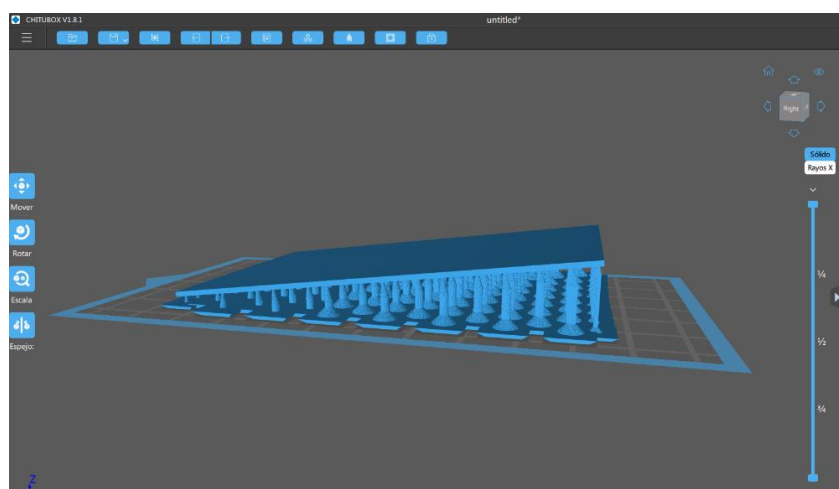 CHITUBOX V1.8.1
untitled*
Right
Sólido
Rayos X
Mover
Rotar
Escala
Espejo:
¼
½
¾
Z